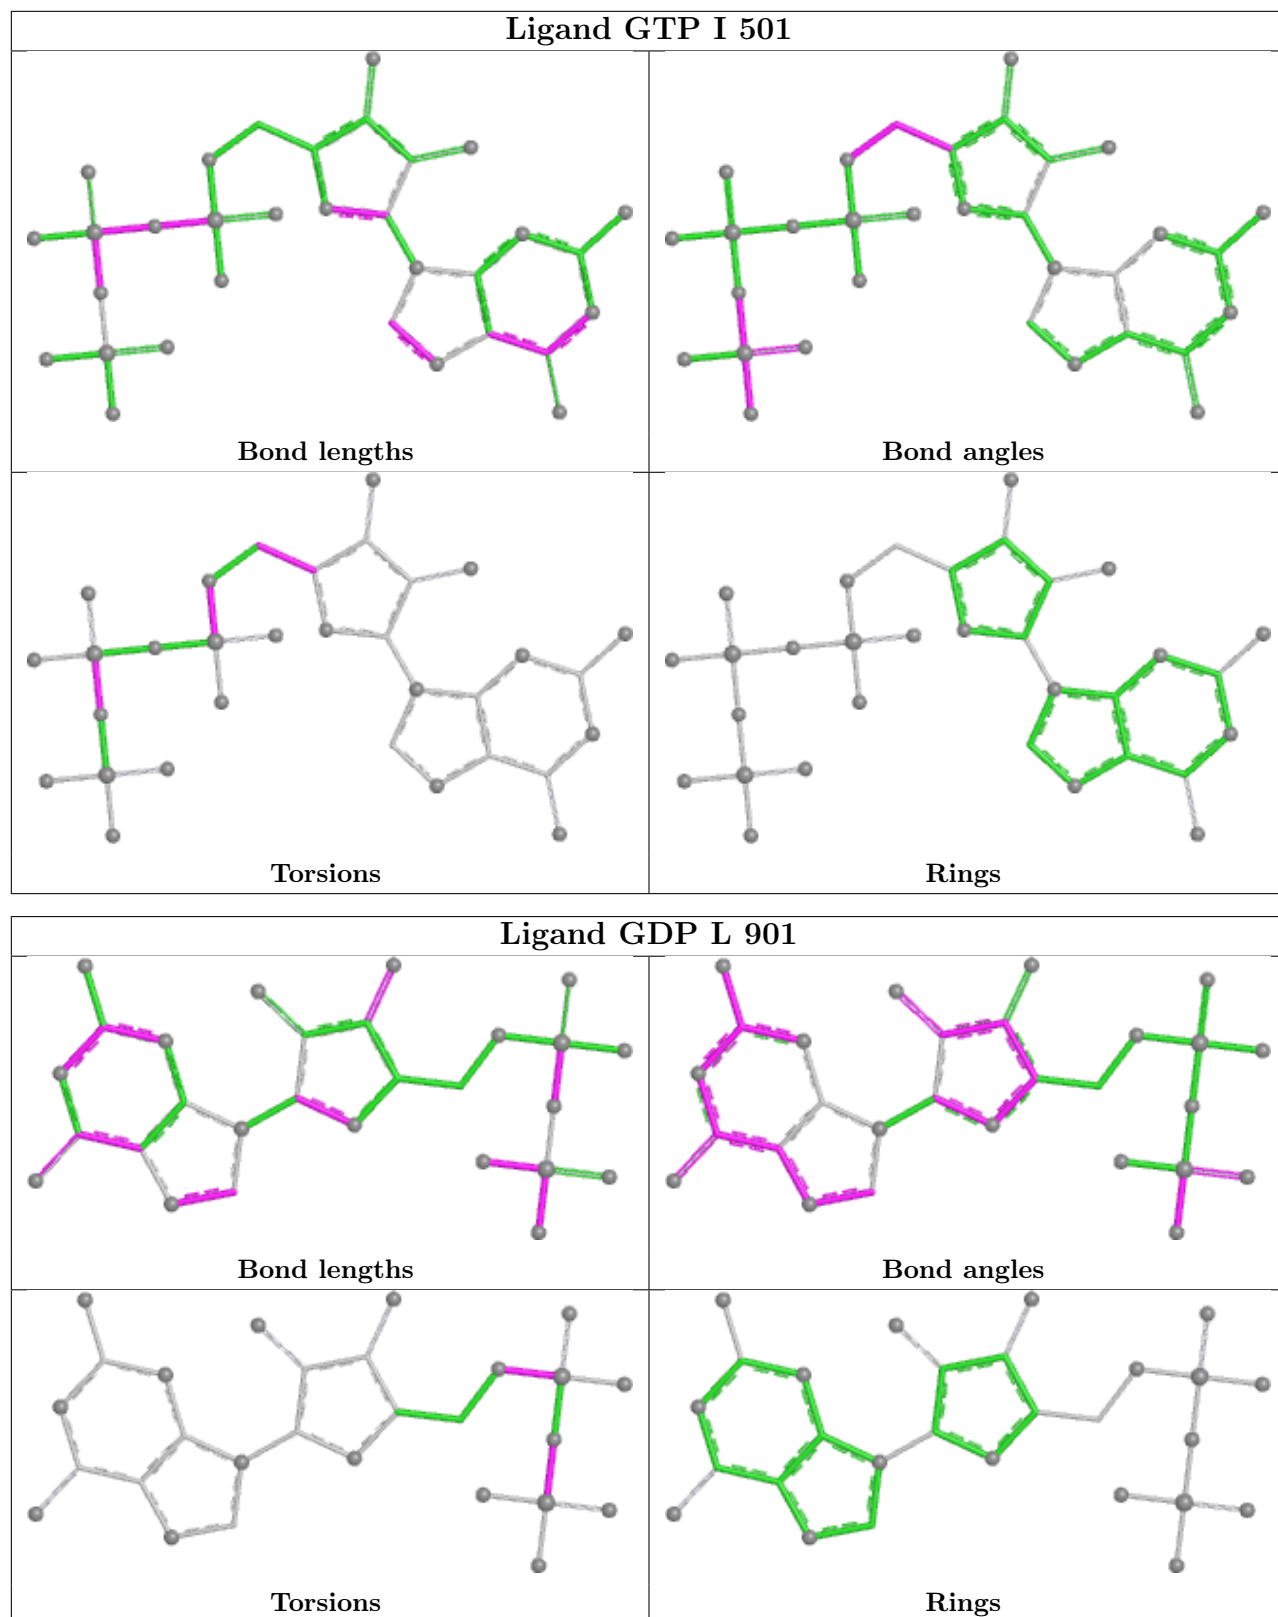 Ligand GTP I 501
Bond lengths
Bond angles
Torsions
Rings
Ligand GDP L 901
Bond lengths
Bond angles
Torsions
Rings